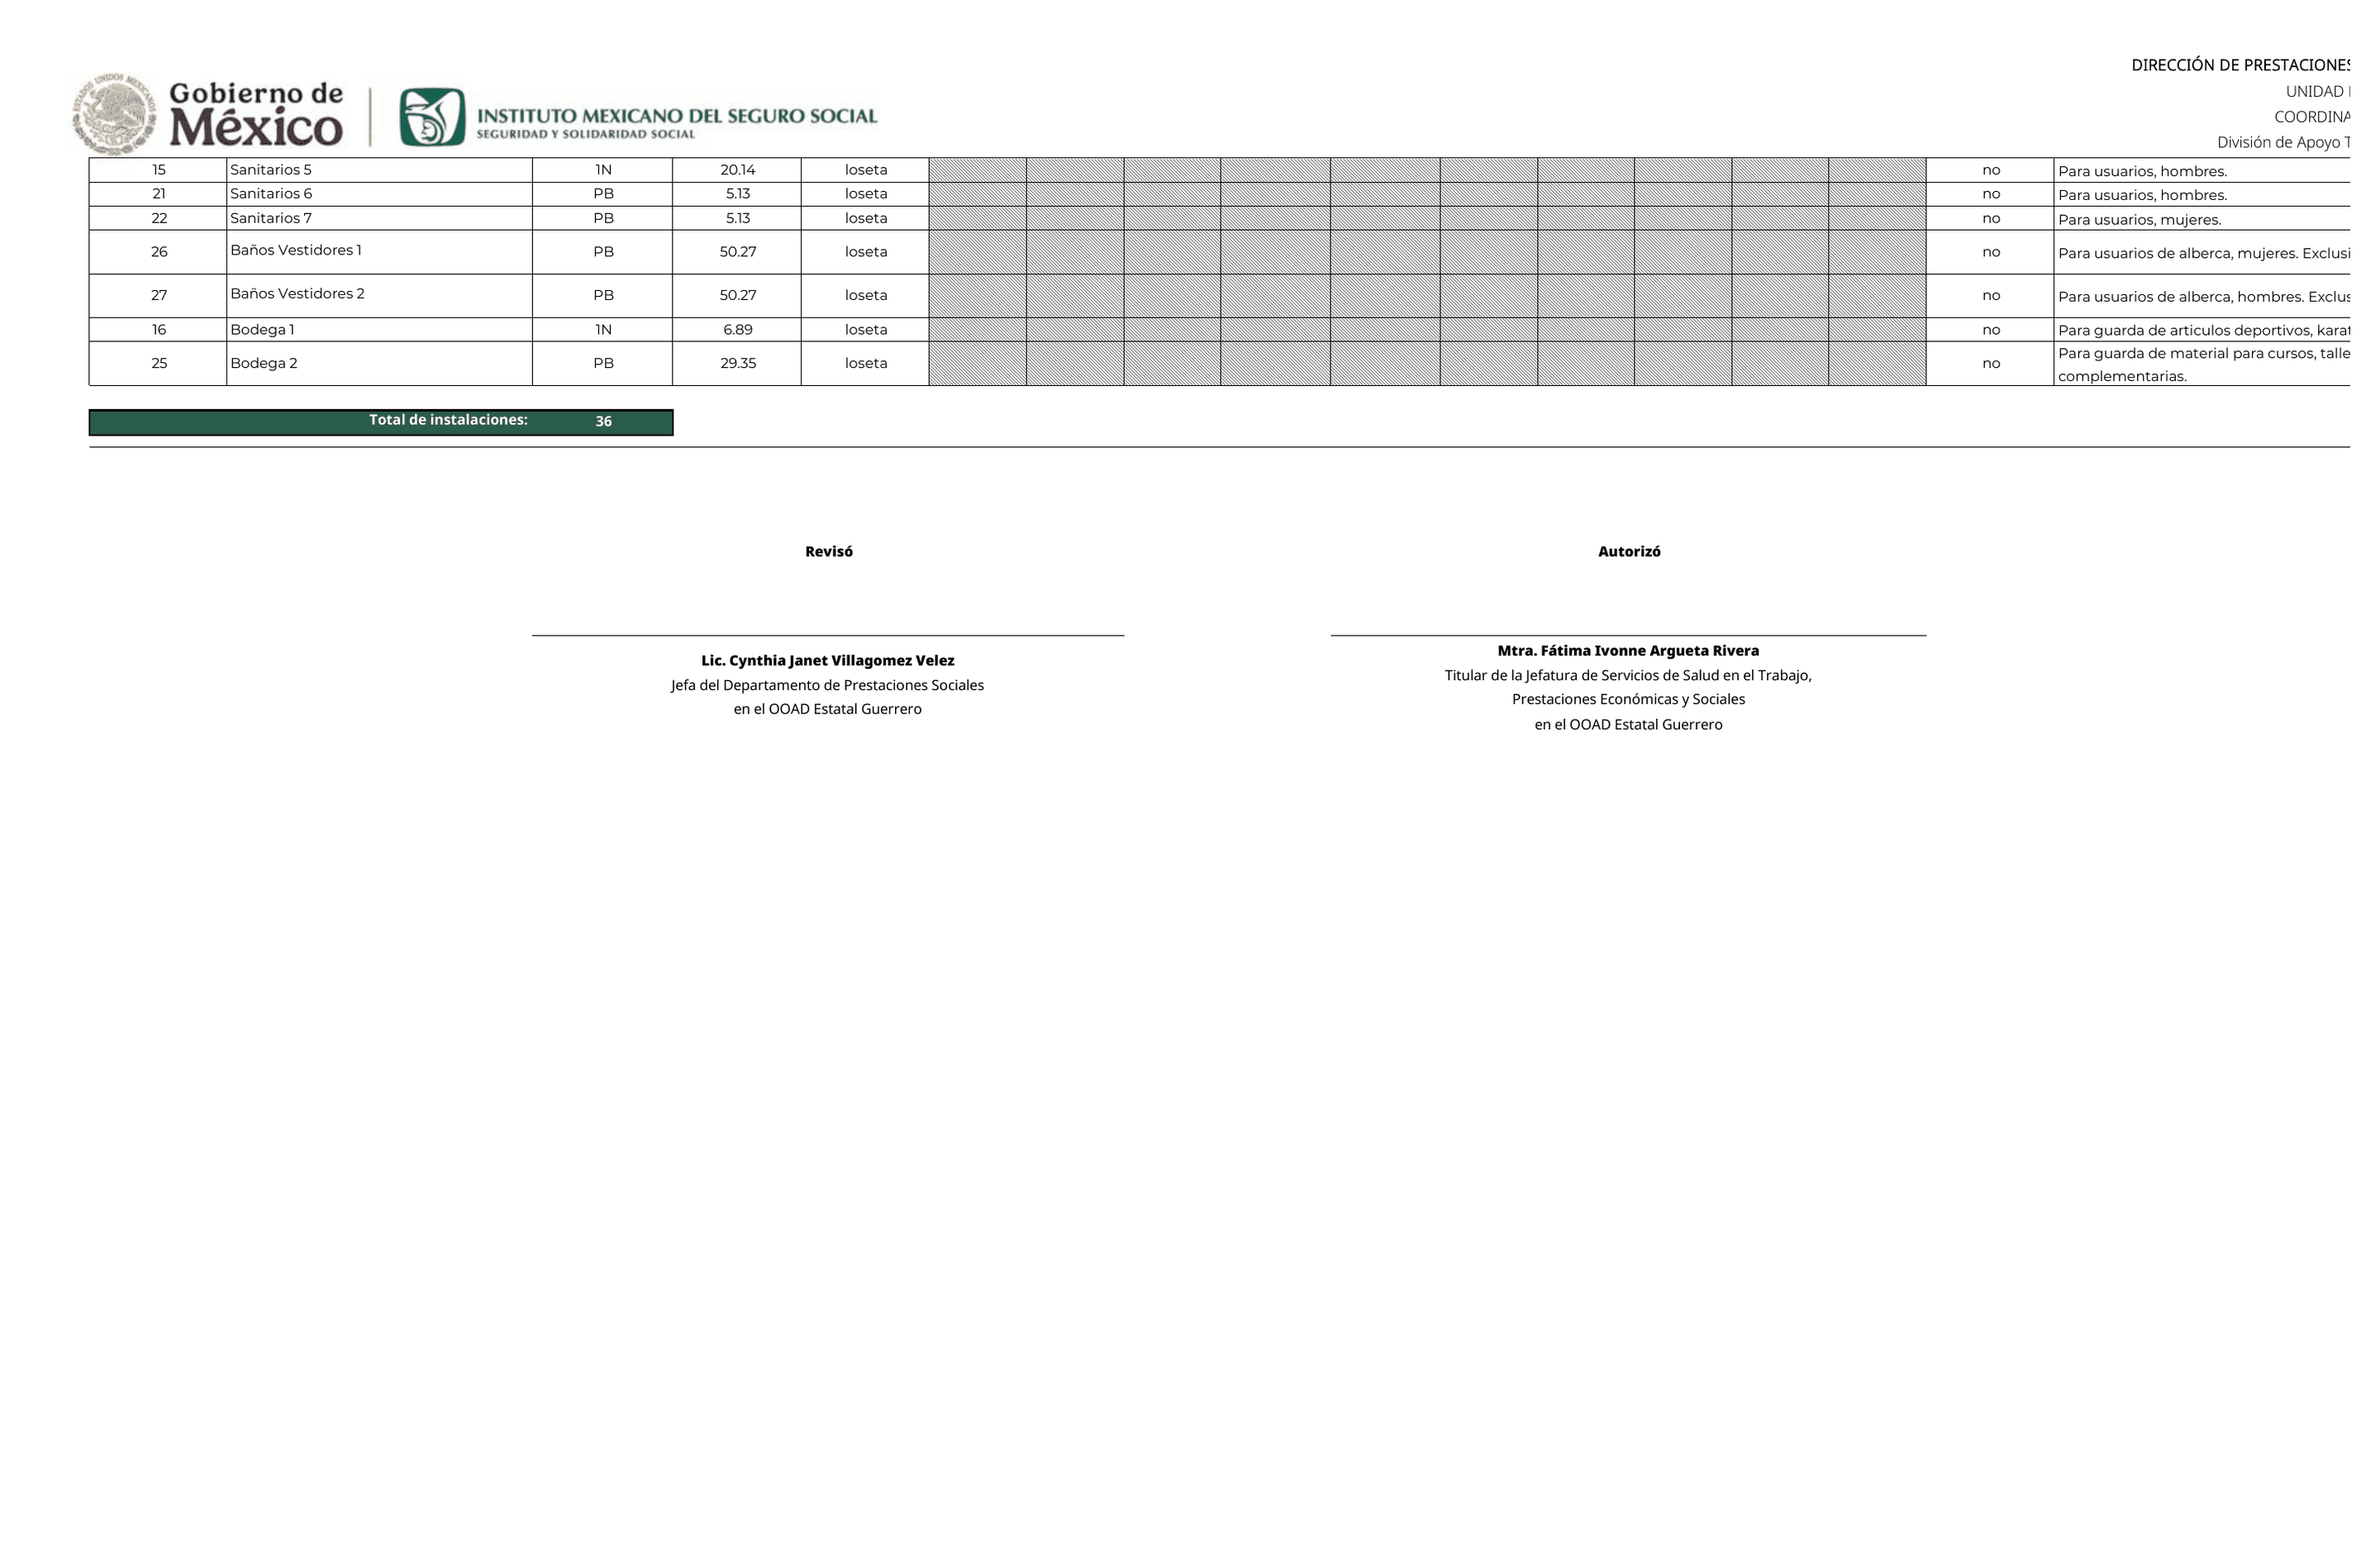 Gobierno de
México
INSTITUTO MEXICANO DEL SEGURO SOCIAL
SEGURIDAD Y SOLIDARIDAD SOCIAL
DIRECCIÓN DE PRESTACIONES
UNIDAD
COORDINA
División de Apoyo
15 Sanitarios 5 1N 20.14 loseta no Para usuarios, hombres.
21 Sanitarios 6 PB 5.13 loseta no Para usuarios, hombres.
22 Sanitarios 7 PB 5.13 loseta no Para usuarios, mujeres.
26 Baños Vestidores 1 PB 50.27 loseta no Para usuarios de alberca, mujeres. Exclusi
27 Baños Vestidores 2 PB 50.27 loseta no Para usuarios de alberca, hombres. Exclus
16 Bodega 1 1N 6.89 loseta no Para guarda de articulos deportivos, karat
25 Bodega 2 PB 29.35 loseta no Para guarda de material para cursos, talle
complementarias.
Total de instalaciones: 36
Revisó
Lic. Cynthia Janet Villagomez Velez
Jefa del Departamento de Prestaciones Sociales
en el OOAD Estatal Guerrero
Autorizó
Mtra. Fátima Ivonne Argueta Rivera
Titular de la Jefatura de Servicios de Salud en el Trabajo,
Prestaciones Económicas y Sociales
en el OOAD Estatal Guerrero